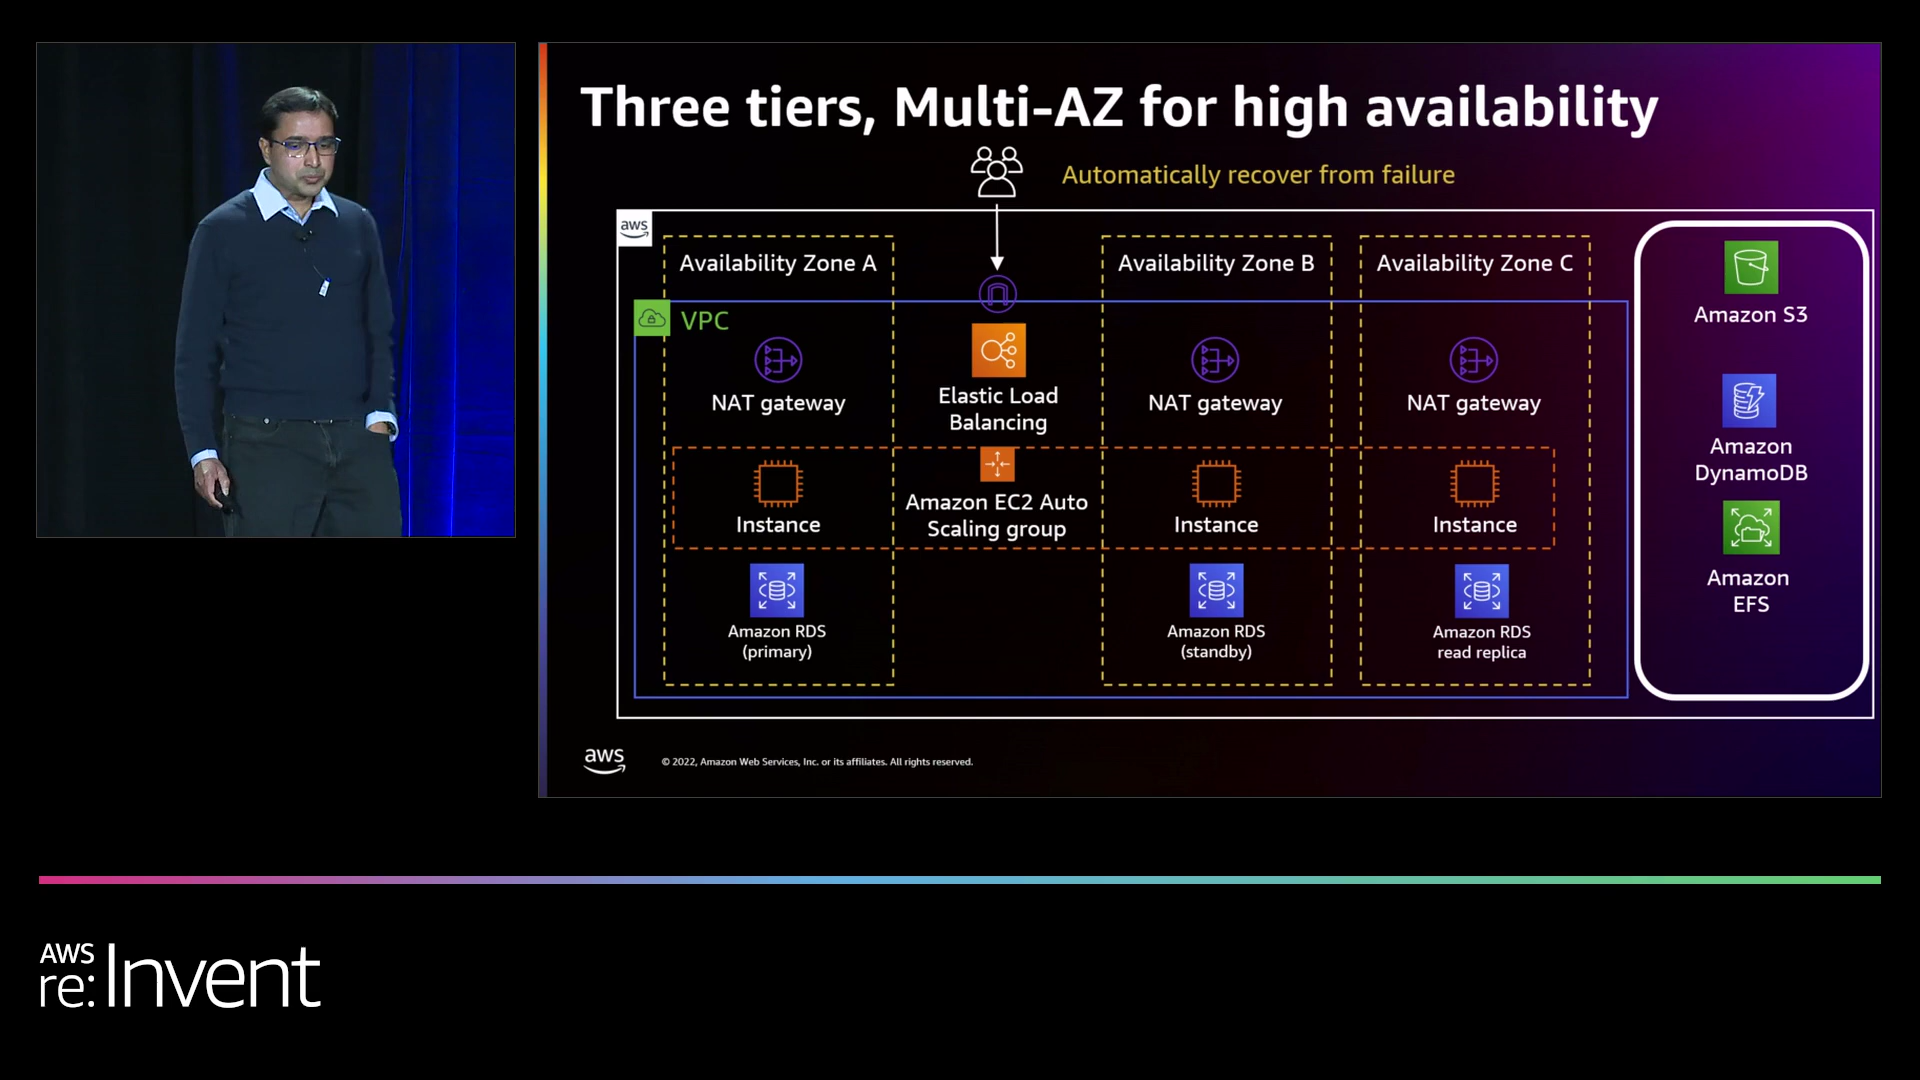 Three tiers, Multi-AZ for high availability
Automatically recover from failure
aws
Availability Zone A
Availability Zone B
Availability Zone C
VPC
NAT gateway
Elastic Load
Balancing
NAT gateway
NAT gateway
Instance
Amazon EC2 Auto
Scaling group
Instance
Instance
Amazon RDS
(primary)
Amazon RDS
(standby)
Amazon RDS
read replica
Amazon S3
Amazon
DynamoDB
Amazon
EFS
aws
© 2022, Amazon Web Services, Inc. or its affiliates. All rights reserved.
AWS
re:Invent